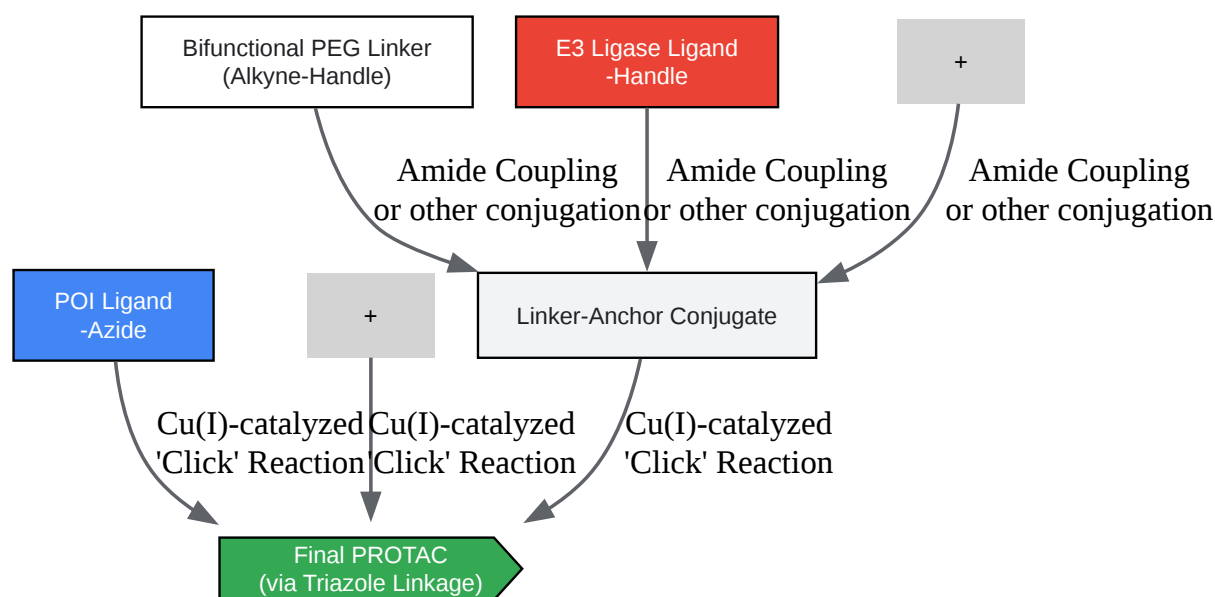 Bifunctional PEG Linker
(Alkyne-Handle)
E3 Ligase Ligand
-Handle
+
Amide Coupling
or other conjugation
Amide Coupling
or other conjugation
Amide Coupling
or other conjugation
POI Ligand
-Azide
+
Linker-Anchor Conjugate
Cu(I)-catalyzed
'Click' Reaction
Cu(I)-catalyzed
'Click' Reaction
Cu(I)-catalyzed
'Click' Reaction
Final PROTAC
(via Triazole Linkage)